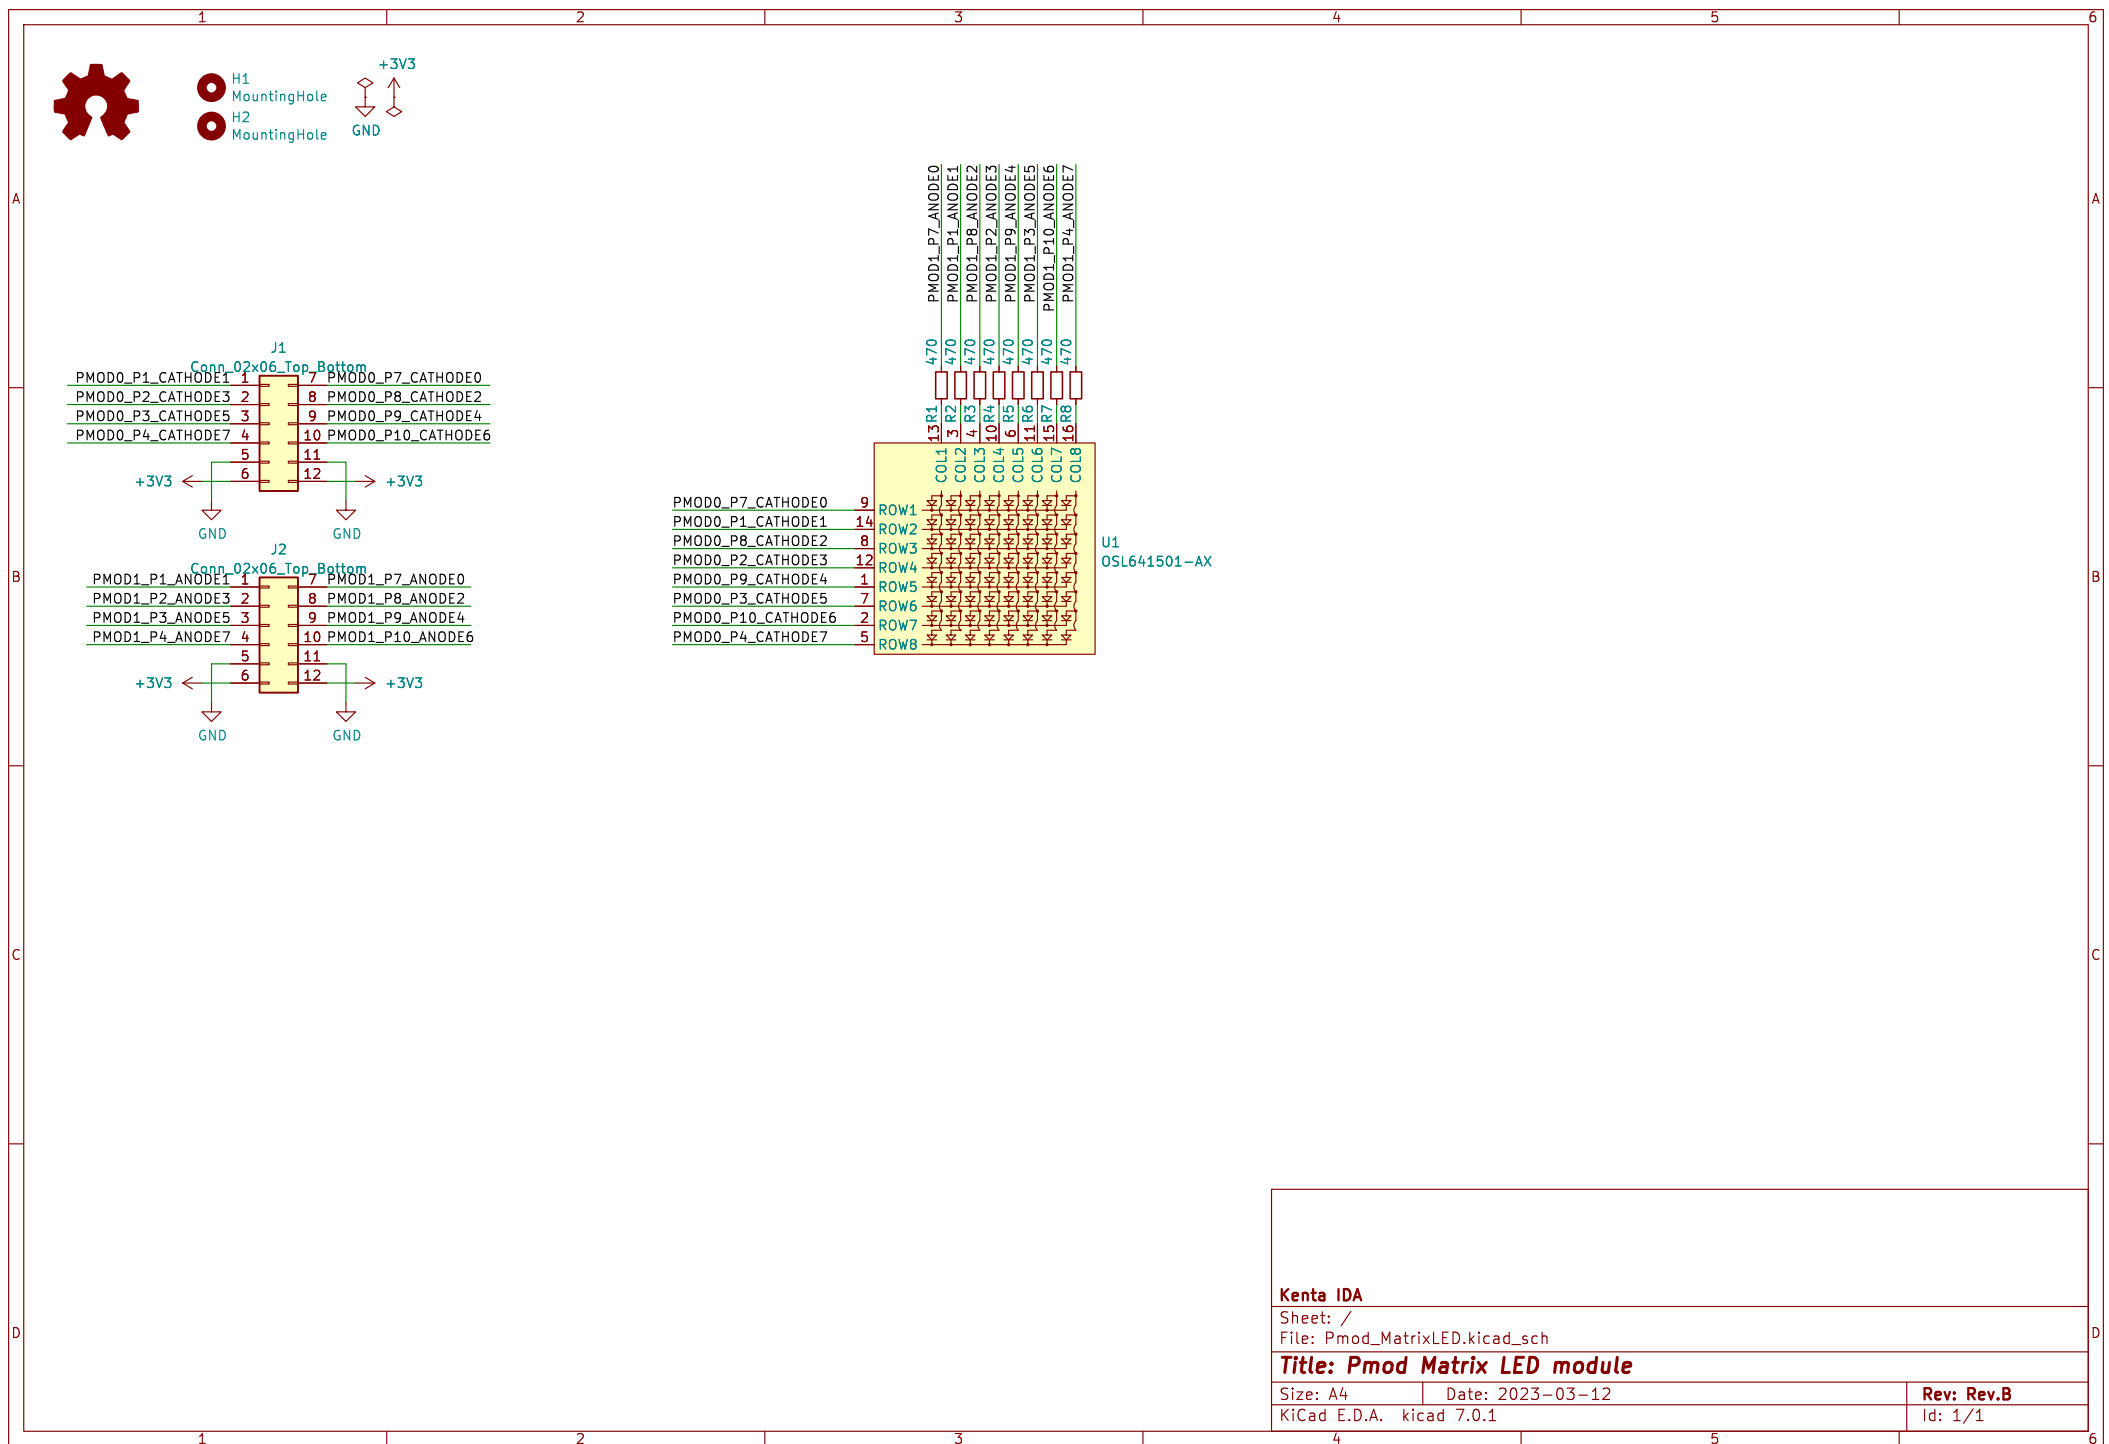 1 2 3 4 5 6
+3V3
H1
MountingHole
H2
MountingHole
GND
A A
PMOD1_P7_ANODE0
PMOD1_P1_ANODE1
PMOD1_P8_ANODE2
PMOD1_P2_ANODE3
PMOD1_P9_ANODE4
PMOD1_P3_ANODE5
PMOD1_P10_ANODE6
PMOD1_P4_ANODE7
470 470 470 470 470 470 470 470
R1 R2 R3 R4 R5 R6 R7 R8
13 3 4 10 6 11 15 16
COL1 COL2 COL3 COL4 COL5 COL6 COL7 COL8
J1
Conn_02x06_Top_Bottom
PMOD0_P1_CATHODE1 1 7 PMOD0_P7_CATHODE0
PMOD0_P2_CATHODE3 2 8 PMOD0_P8_CATHODE2
PMOD0_P3_CATHODE5 3 9 PMOD0_P9_CATHODE4
PMOD0_P4_CATHODE7 4 10 PMOD0_P10_CATHODE6
5 11
+3V3 6 12 +3V3
GND GND
PMOD0_P7_CATHODE0 9 ROW1
PMOD0_P1_CATHODE1 14 ROW2
PMOD0_P8_CATHODE2 8 ROW3
PMOD0_P2_CATHODE3 12 ROW4
PMOD0_P9_CATHODE4 1 ROW5
PMOD0_P3_CATHODE5 7 ROW6
PMOD0_P10_CATHODE6 2 ROW7
PMOD0_P4_CATHODE7 5 ROW8
U1
OSL641501-AX
B B
J2
Conn_02x06_Top_Bottom
PMOD1_P1_ANODE1 1 7 PMOD1_P7_ANODE0
PMOD1_P2_ANODE3 2 8 PMOD1_P8_ANODE2
PMOD1_P3_ANODE5 3 9 PMOD1_P9_ANODE4
PMOD1_P4_ANODE7 4 10 PMOD1_P10_ANODE6
5 11
+3V3 6 12 +3V3
GND GND
C C
D D
Kenta IDA
Sheet: /
File: Pmod_MatrixLED.kicad_sch
Title: Pmod Matrix LED module
Size: A4 Date: 2023-03-12 Rev: Rev.B
KiCad E.D.A. kicad 7.0.1 Id: 1/1
1 2 3 4 5 6